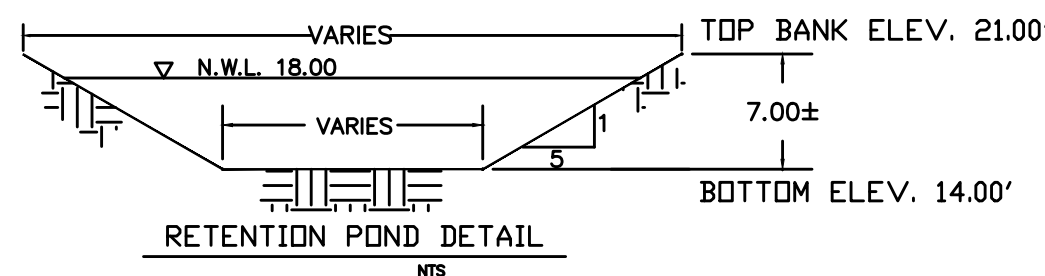 VARIES
TOP BANK ELEV. 21.00'
N.W.L. 18.00
7.00±
VARIES
1
5
BOTTOM ELEV. 14.00'
RETENTION POND DETAIL
NTS